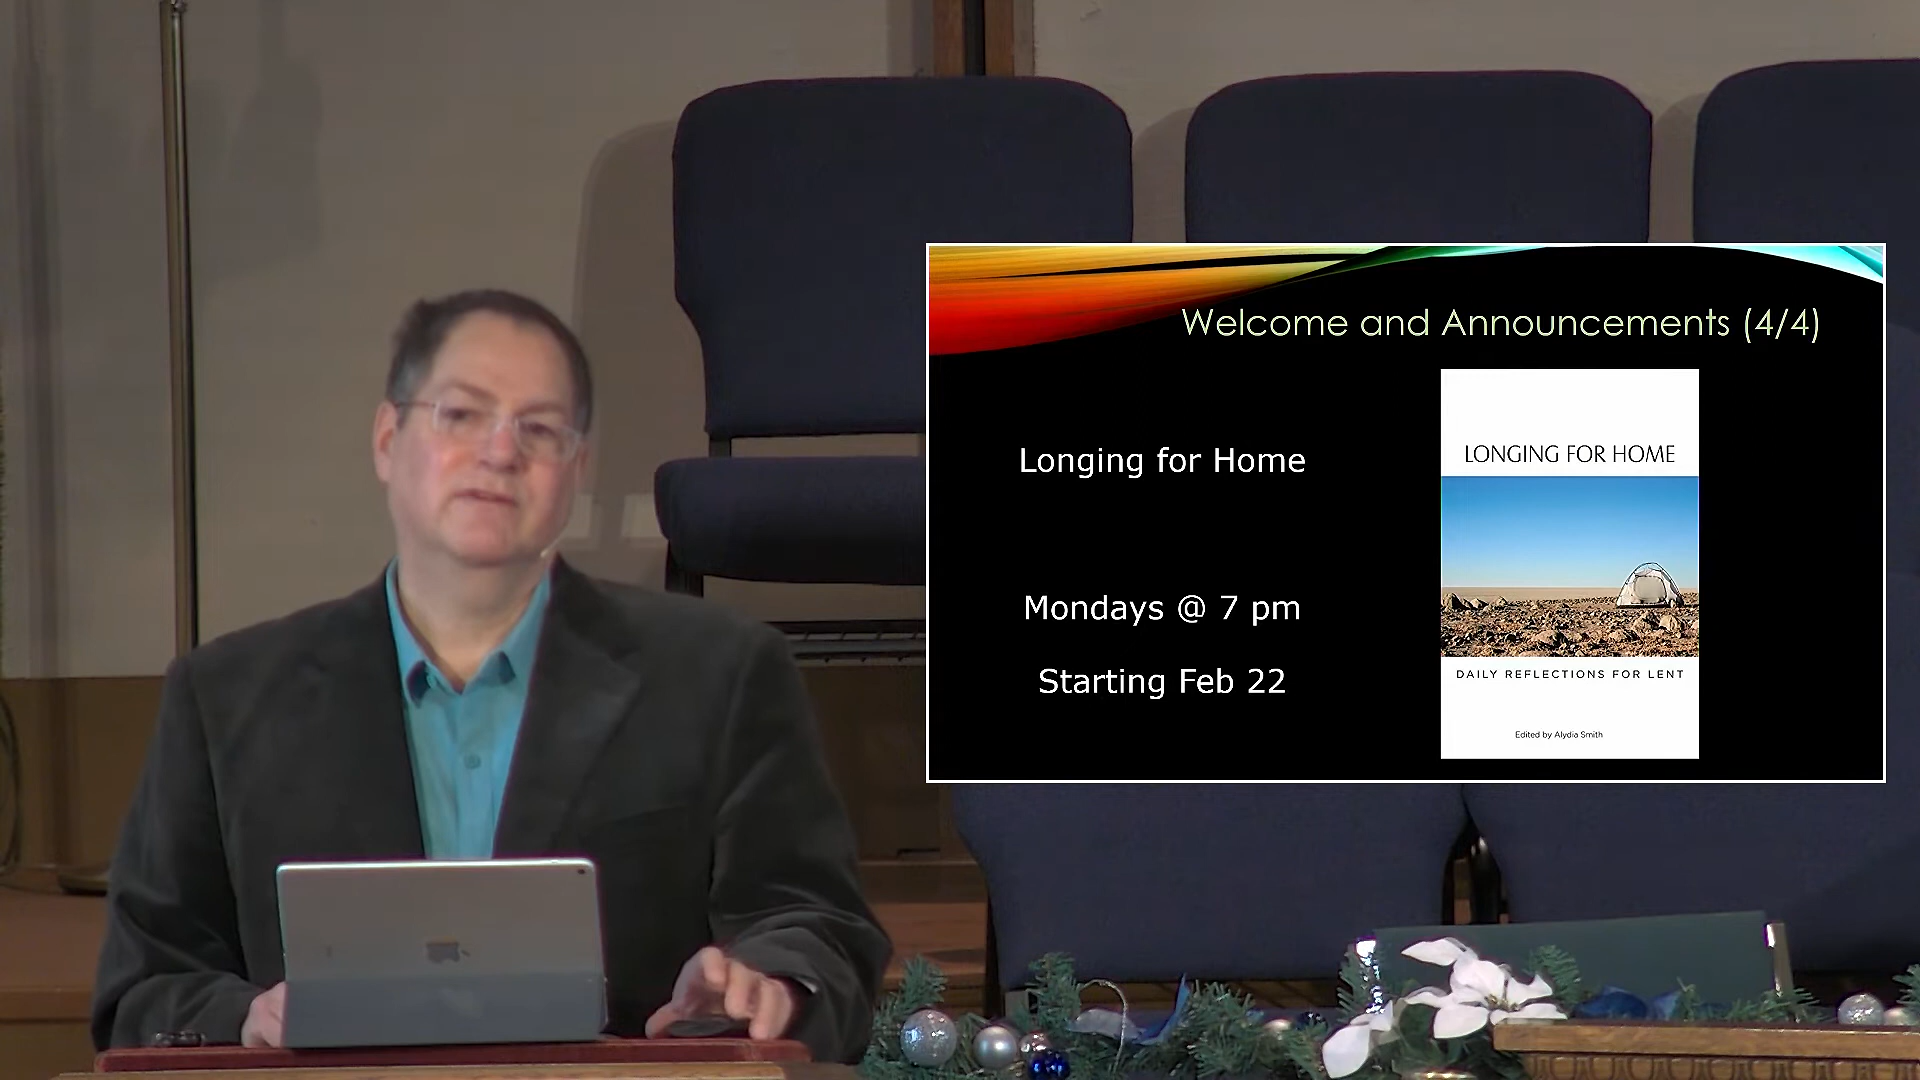 Welcome and Announcements (4/4)
Longing for Home
Mondays @ 7 pm
Starting Feb 22
LONGING FOR HOME
DAILY REFLECTIONS FOR LENT
Edited by Alydia Smith